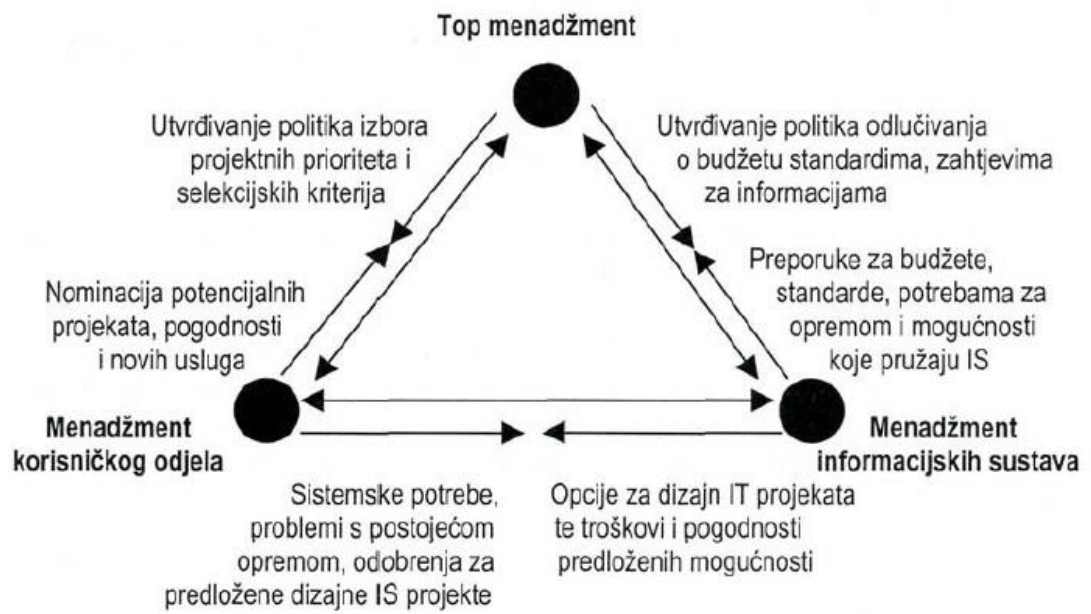 Top menadžment
Utvrđivanje politika izbora
projektnih prioriteta i
selekcijskih kriterija
Utvrđivanje politika odlučivanja
o budžetu standardima, zahtjevima
za informacijama
Nominacija potencijalnih
projekata, pogodnosti
i novih usluga
Preporuke za budžete,
standarde, potrebama za
opremom i mogućnosti
koje pružaju IS
Menadžment
korisničkog odjela
Menadžment
informacijskih sustava
Sistemske potrebe,
problemi s postojećom
opremom, odobrenja za
predložene dizajne IS projekte
Opcije za dizajn IT projekata
te troškovi i pogodnosti
predloženih mogućnosti